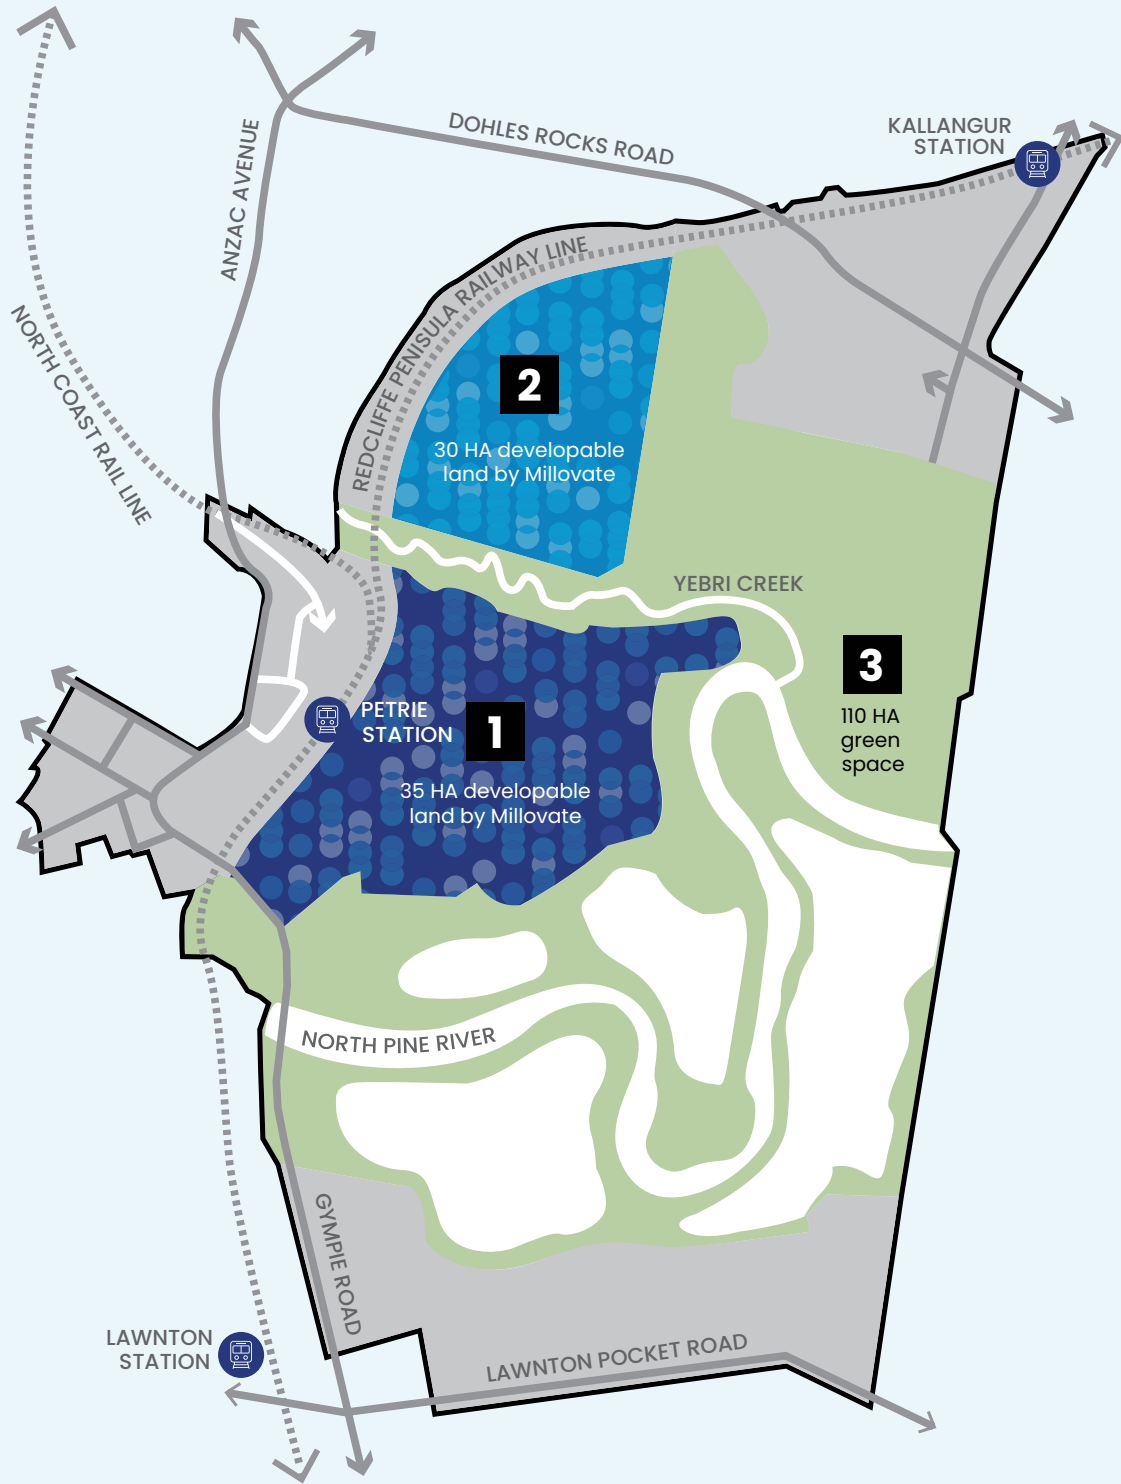 DOHLES ROCKS ROAD
KALLANGUR
STATION
ANZAC AVENUE
REDCLIFFE PENISULA RAILWAY LINE
NORTH COAST RAIL LINE
2
30 HA developable
land by Millovate
YEBRI CREEK
3
110 HA
green
space
PETRIE
STATION
1
35 HA developable
land by Millovate
NORTH PINE RIVER
GYMPIE ROAD
LAWNTON
STATION
LAWNTON POCKET ROAD